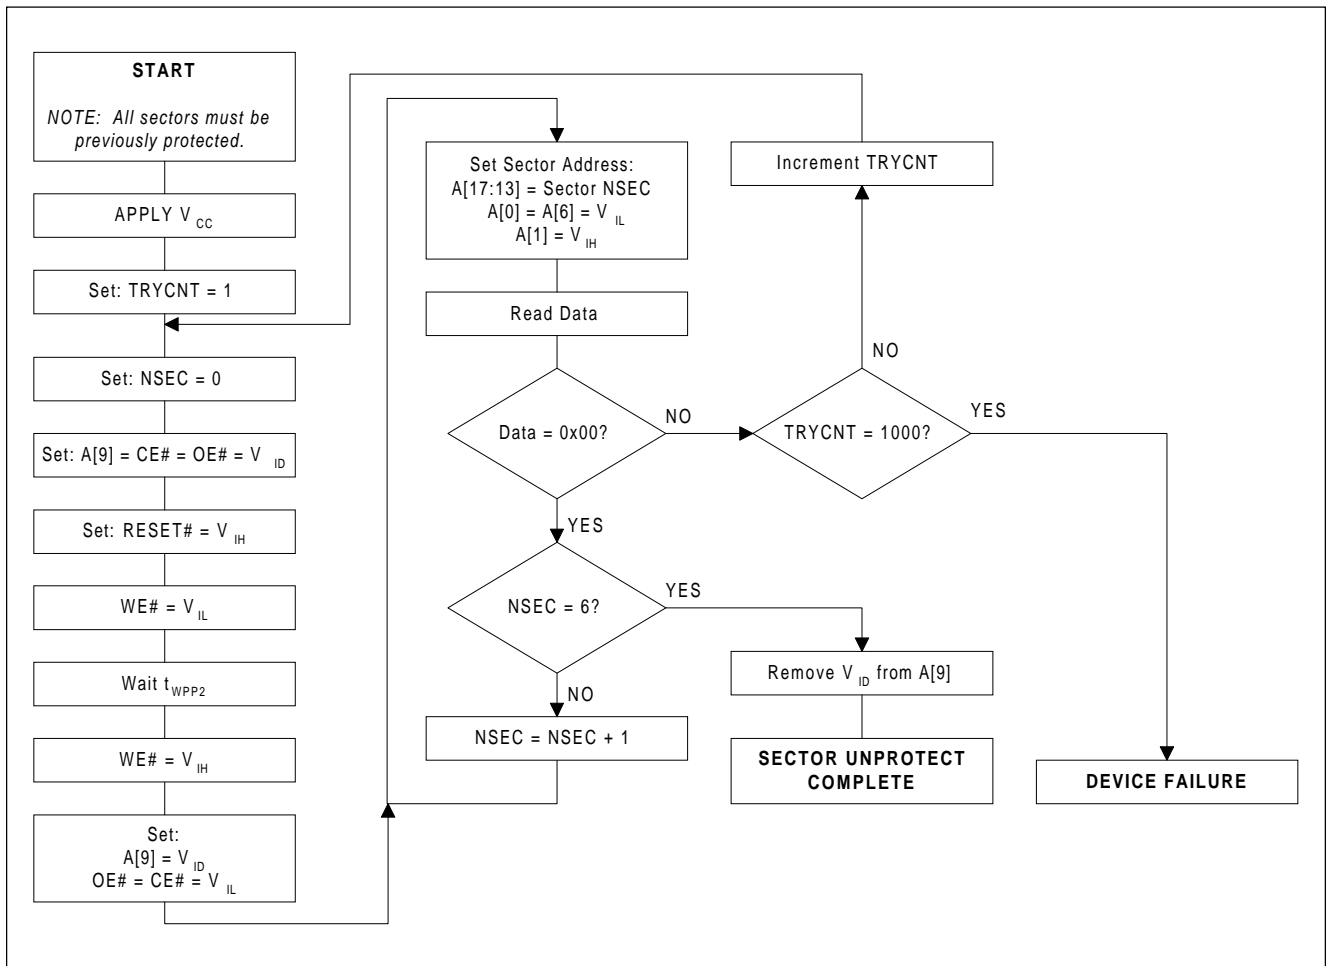 START
NOTE: All sectors must be
previously protected.
APPLY V CC
Set: TRYCNT = 1
Set: NSEC = 0
Set: A[9] = CE# = OE# = V ID
Set: RESET# = V IH
WE# = V IL
Wait t WPP2
WE# = V IH
Set:
A[9] = V ID
OE# = CE# = V IL
Set Sector Address:
A[17:13] = Sector NSEC
A[0] = A[6] = V IL
A[1] = V IH
Read Data
Data = 0x00?
NO
YES
NSEC = 6?
YES
NO
NSEC = NSEC + 1
Increment TRYCNT
NO
TRYCNT = 1000?
YES
Remove V ID from A[9]
SECTOR UNPROTECT
COMPLETE
DEVICE FAILURE